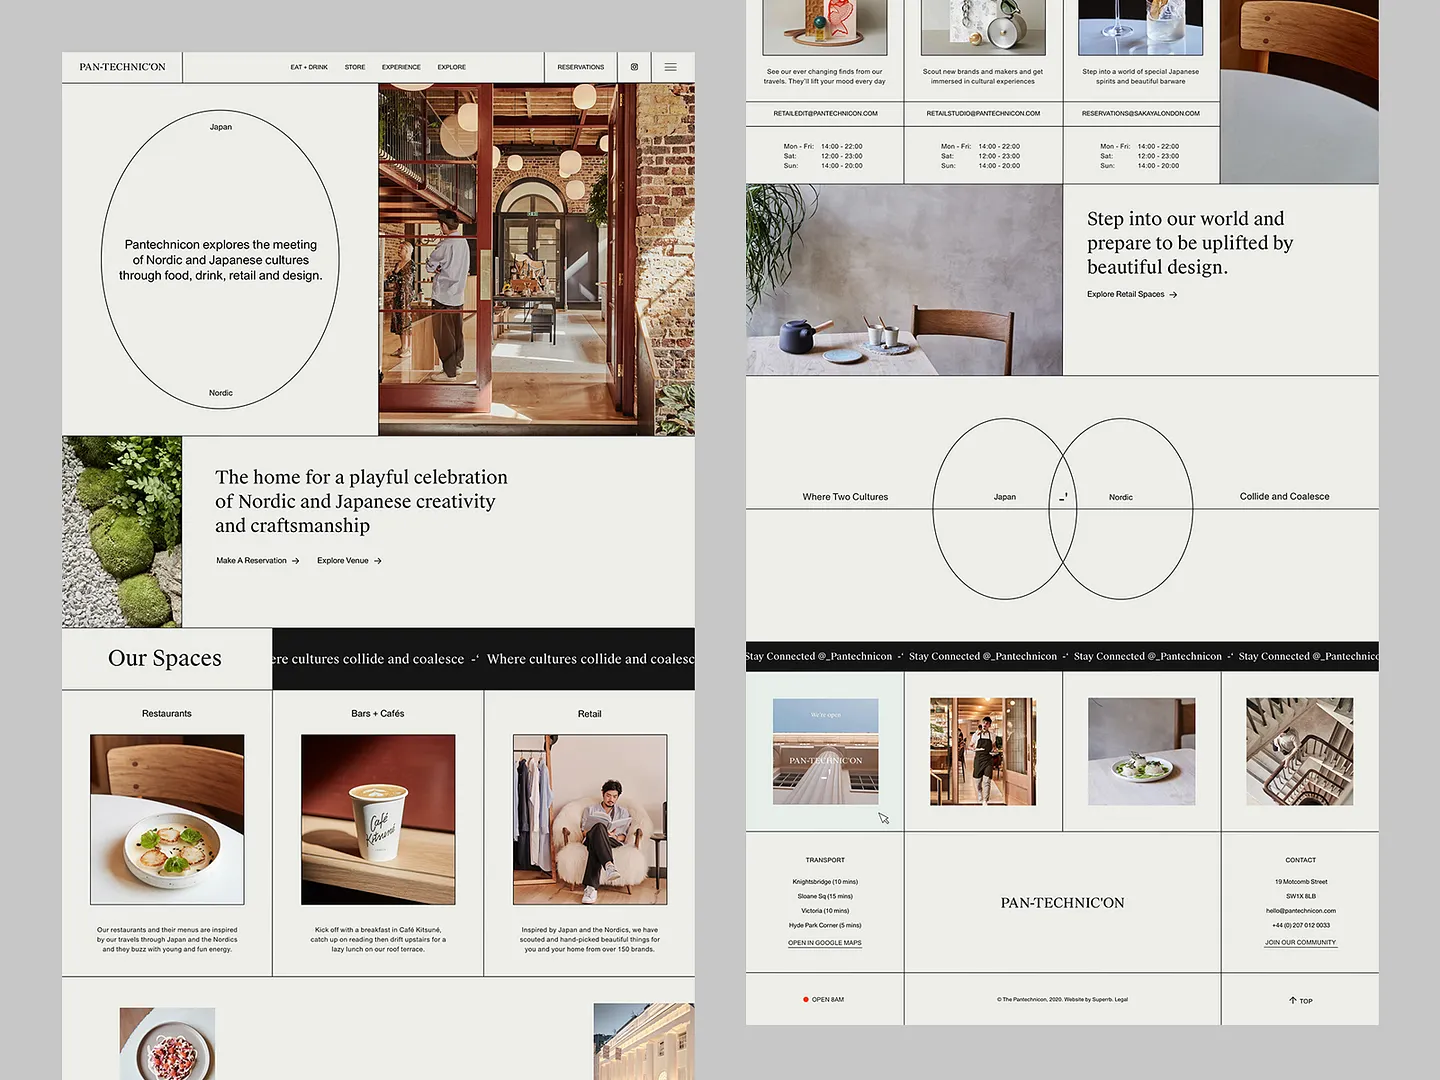 PAN-TECHNIC'ON
EAT + DRINK STORE EXPERIENCE EXPLORE
RESERVATIONS
Japan
Pantechnicon explores the meeting
of Nordic and Japanese cultures
through food, drink, retail and design.
Nordic
The home for a playful celebration
of Nordic and Japanese creativity
and craftsmanship
Make A Reservation →
Explore Venue →
Our Spaces
ere cultures collide and coalesce -‘ Where cultures collide and coalesc
Restaurants
Our restaurants and their menus are inspired
by our travels through Japan and the Nordics
and they buzz with young and fun energy.
Bars + Cafés
Café
Kitsuné
Kick off with a breakfast in Café Kitsuné,
catch up on reading then drift upstairs for a
lazy lunch on our roof terrace.
Retail
Inspired by Japan and the Nordics, we have
scouted and hand-picked beautiful things for
you and your home from over 150 brands.
See our ever changing finds from our
travels. They'll lift your mood every day
RETAILEDIT@PANTECHNICON.COM
Mon - Fri: 14:00 - 22:00
Sat: 12:00 - 23:00
Sun: 14:00 - 20:00
Scout new brands and makers and get
immersed in cultural experiences
RETAILSTUDIO@PANTECHNICON.COM
Mon - Fri: 14:00 - 22:00
Sat: 12:00 - 23:00
Sun: 14:00 - 20:00
Step into a world of special Japanese
spirits and beautiful barware
RESERVATIONS@SAKAYALONDON.COM
Mon - Fri: 14:00 - 22:00
Sat: 12:00 - 23:00
Sun: 14:00 - 20:00
Step into our world and
prepare to be uplifted by
beautiful design.
Explore Retail Spaces →
Where Two Cultures
Japan
-'
Nordic
Collide and Coalesce
Stay Connected @_Pantechnicon -‘ Stay Connected @_Pantechnicon -‘ Stay Connected @_Pantechnicon -‘ Stay Connected @_Pantechnico
We're open
PAN-TECHNIC'ON
TRANSPORT
Knightsbridge (10 mins)
Sloane Sq (15 mins)
Victoria (10 mins)
Hyde Park Corner (5 mins)
OPEN IN GOOGLE MAPS
PAN-TECHNIC'ON
CONTACT
19 Motcomb Street
SW1X 8LB
hello@pantechnicon.com
+44 (0) 207 012 0033
JOIN OUR COMMUNITY
OPEN 8AM
© The Pantechnicon, 2020. Website by Superrb. Legal
↑ TOP